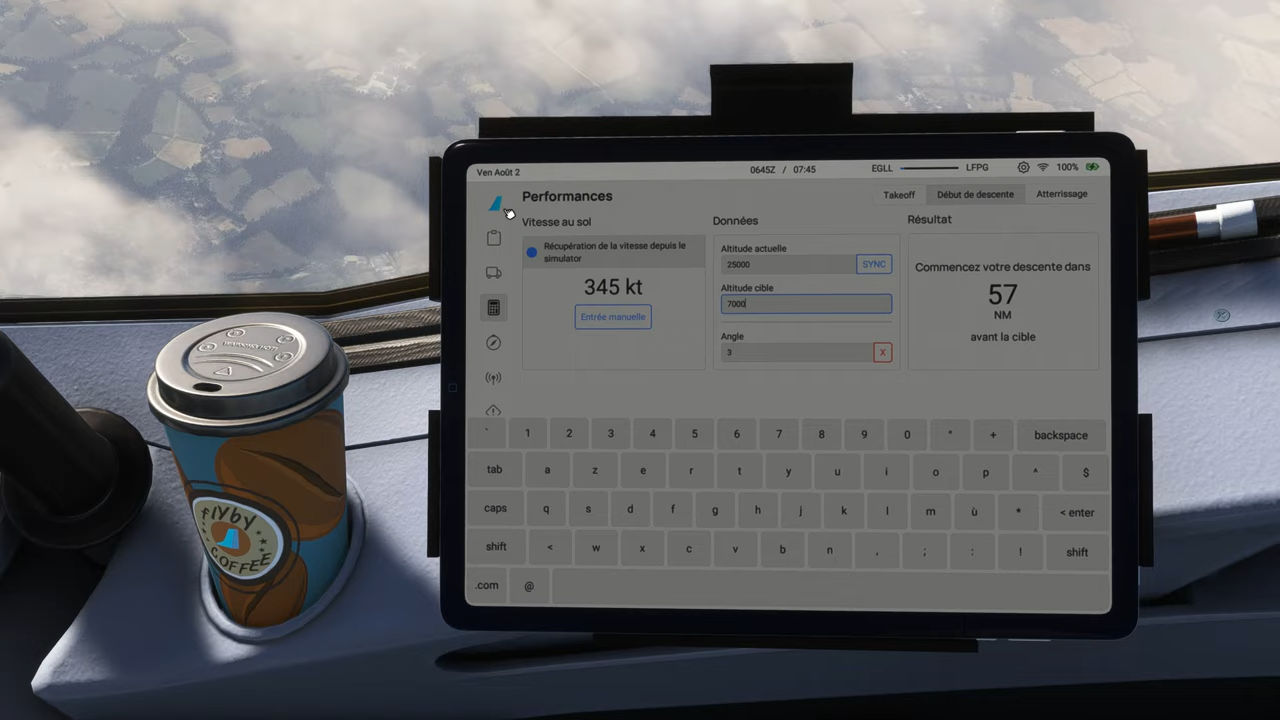 Ven Août 2
0645Z / 07:45
EGLL
LFPG
100%
Performances
Takeoff
Début de descente
Atterrissage
Vitesse au sol
Récupération de la vitesse depuis le
simulator
345 kt
Entrée manuelle
Données
Altitude actuelle
25000
SYNC
Altitude cible
7000
Angle
3
X
Résultat
Commencez votre descente dans
57
NM
avant la cible
` 1 2 3 4 5 6 7 8 9 0 ° + backspace
tab a z e r t y u i o p ^ $
caps q s d f g h j k l m ù * < enter
shift < w x c v b n , ; : ! shift
.com @
flyby
COFFEE